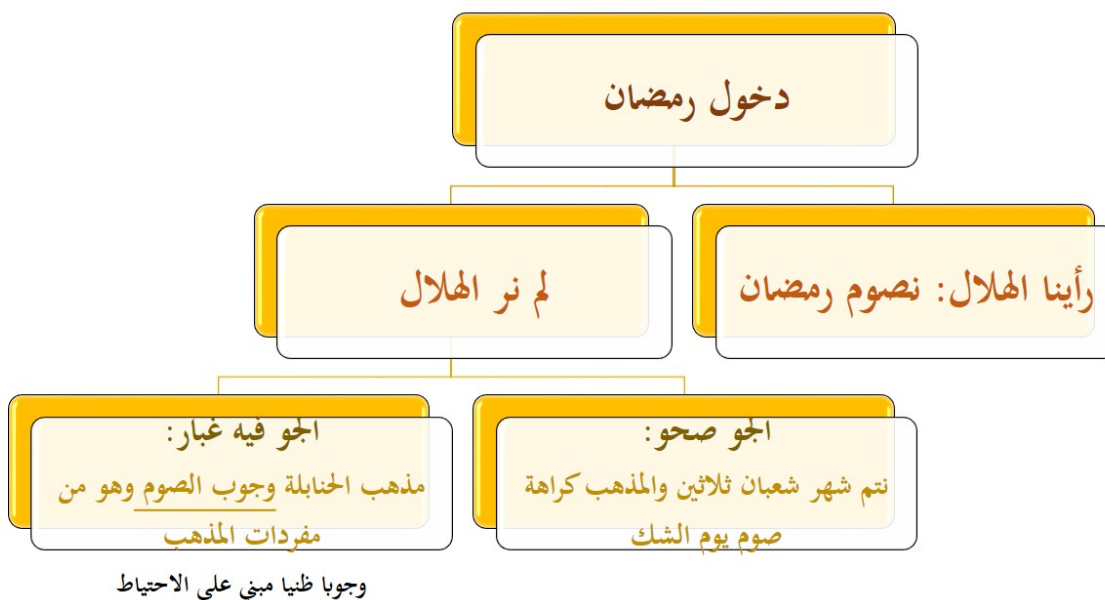 دخول رمضان
رأينا الهلال: نصوم رمضان
لم نر الهلال
الجو صحو:
نتم شهر شعبان ثلاثين والمذهب كراهة
صوم يوم الشك
الجو فيه غبار:
مذهب الحنابلة وجوب الصوم وهو من
مفردات المذهب
وجوبا ظنيا مبني على الاحتياط